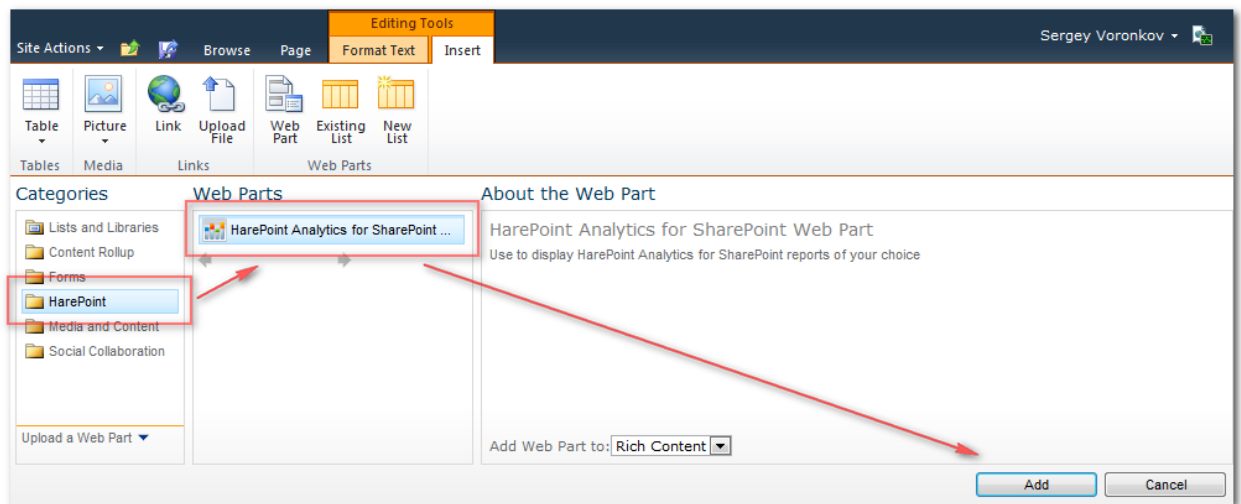 Editing Tools
Site Actions Browse Page Format Text Insert Sergey Voronkov
Table Picture Link Upload File Web Part Existing List New List
Tables Media Links Web Parts
Categories
Lists and Libraries
Content Rollup
Forms
HarePoint
Media and Content
Social Collaboration
Upload a Web Part
Web Parts
HarePoint Analytics for SharePoint ...
About the Web Part
HarePoint Analytics for SharePoint Web Part
Use to display HarePoint Analytics for SharePoint reports of your choice
Add Web Part to: Rich Content
Add Cancel